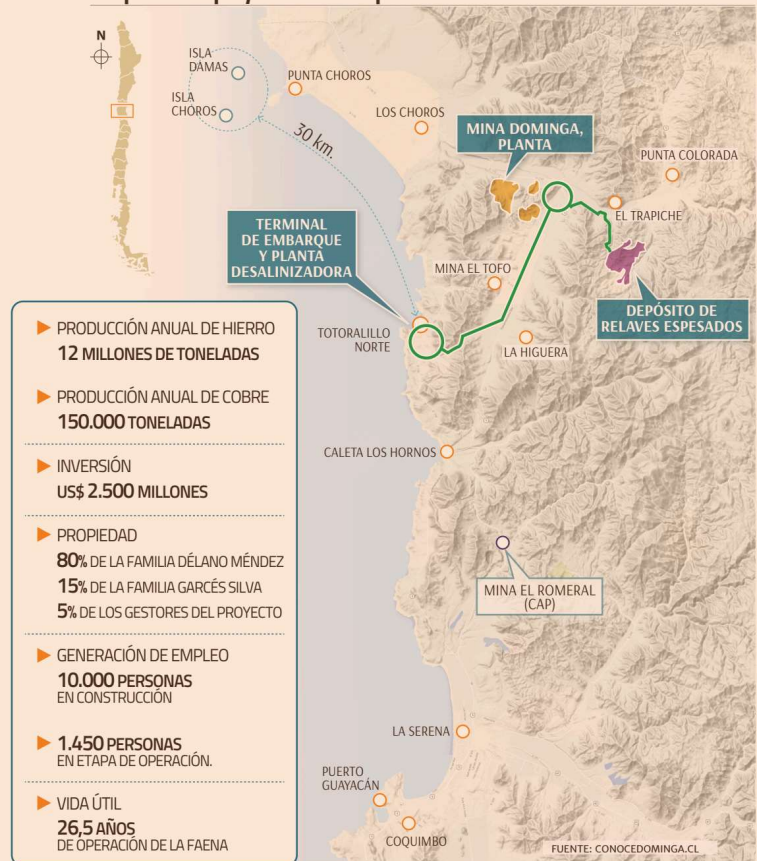 N
ISLA
DAMAS
ISLA
CHOROS
PUNTA CHOROS
LOS CHOROS
30 km.
MINA DOMINGA,
PLANTA
PUNTA COLORADA
EL TRAPICHE
TERMINAL
DE EMBARQUE
Y PLANTA
DESALINIZADORA
MINA EL TOFO
DEPÓSITO DE
RELAVES ESPESADOS
TOTORALILLO
NORTE
LA HIGUERA
CALETA LOS HORNOS
MINA EL ROMERAL
(CAP)
LA SERENA
PUERTO
GUAYACÁN
COQUIMBO
PRODUCCIÓN ANUAL DE HIERRO
12 MILLONES DE TONELADAS
PRODUCCIÓN ANUAL DE COBRE
150.000 TONELADAS
INVERSIÓN
US$ 2.500 MILLONES
PROPIEDAD
80% DE LA FAMILIA DÉLANO MÉNDEZ
15% DE LA FAMILIA GARCÉS SILVA
5% DE LOS GESTORES DEL PROYECTO
GENERACIÓN DE EMPLEO
10.000 PERSONAS
EN CONSTRUCCIÓN
1.450 PERSONAS
EN ETAPA DE OPERACIÓN.
VIDA ÚTIL
26,5 AÑOS
DE OPERACIÓN DE LA FAENA
FUENTE: CONOCEDOMINGA.CL